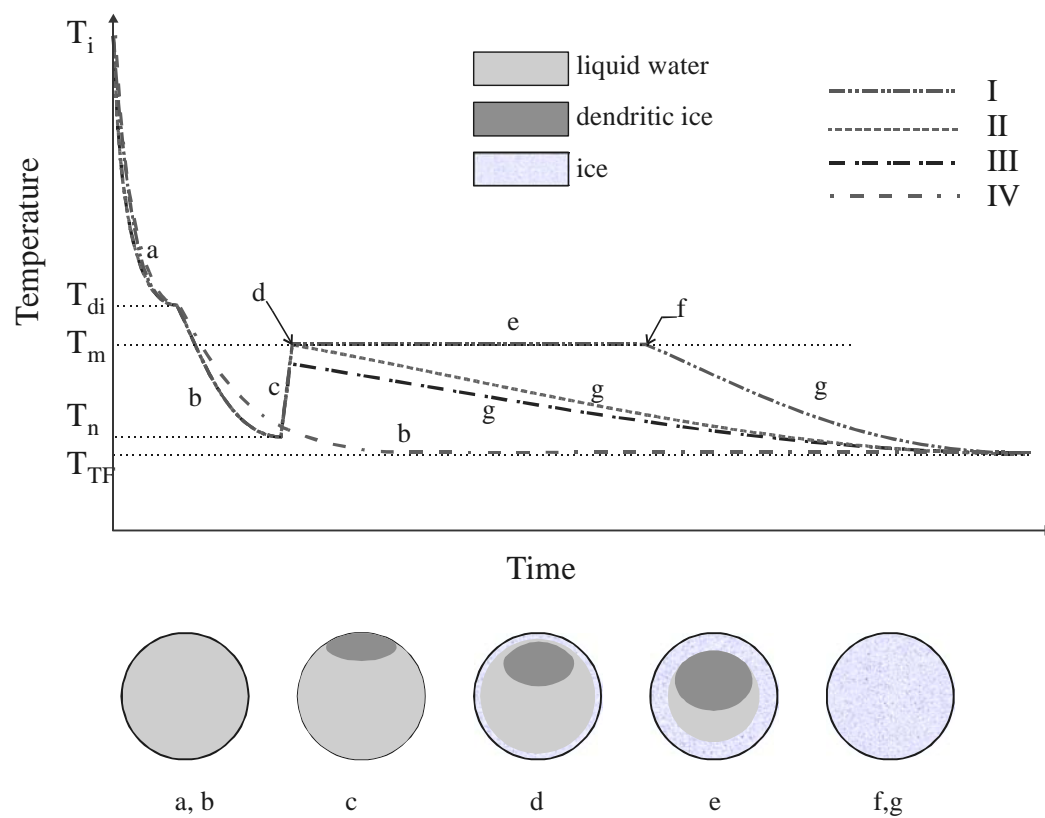 T_i
liquid water
dendritic ice
ice
I
II
III
IV
Temperature
a
T_di
d
f
e
T_m
c
g
g
g
b
T_n
b
T_TF
Time
a, b
c
d
e
f,g